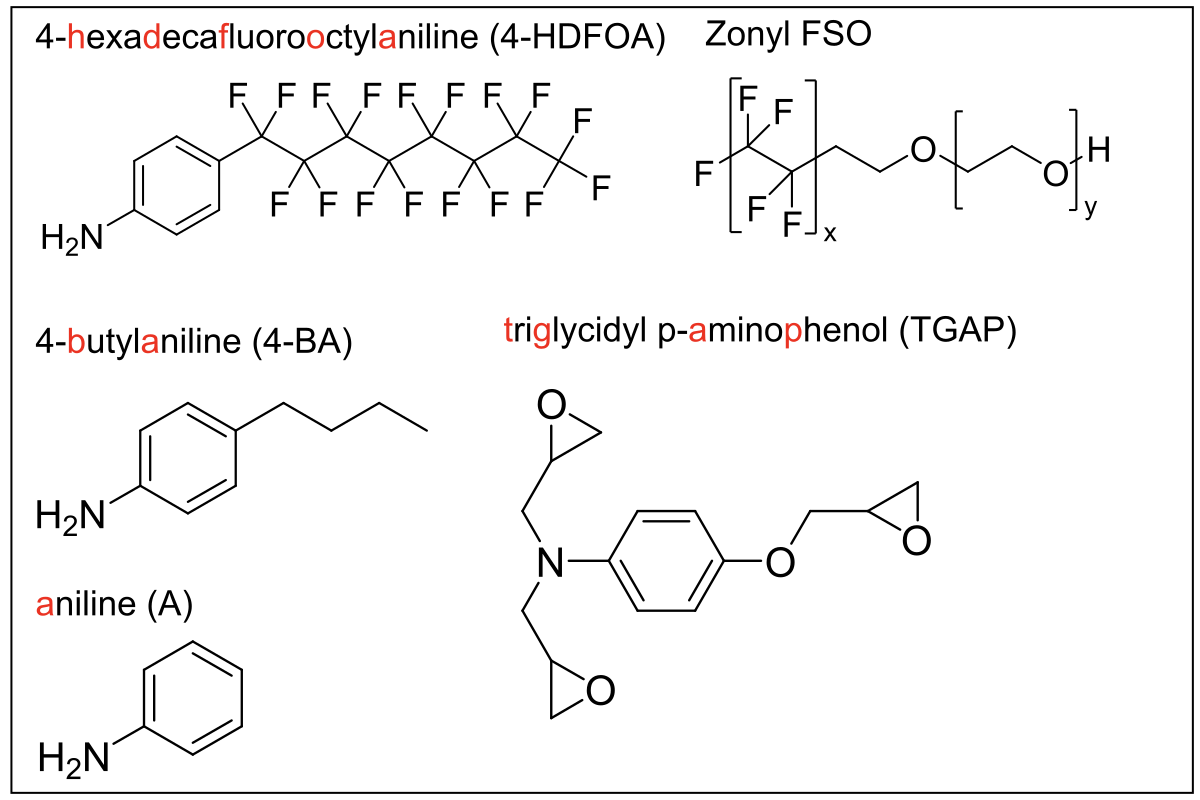 4-hexadecafluorooctylaniline (4-HDFOA)
F F F F F F F F
F
F
F F F F F F F
H₂N
Zonyl FSO
F F
F
F F
O
O H
x
y
4-butylaniline (4-BA)
H₂N
triglycidyl p-aminophenol (TGAP)
O
N
O
O
O
aniline (A)
H₂N